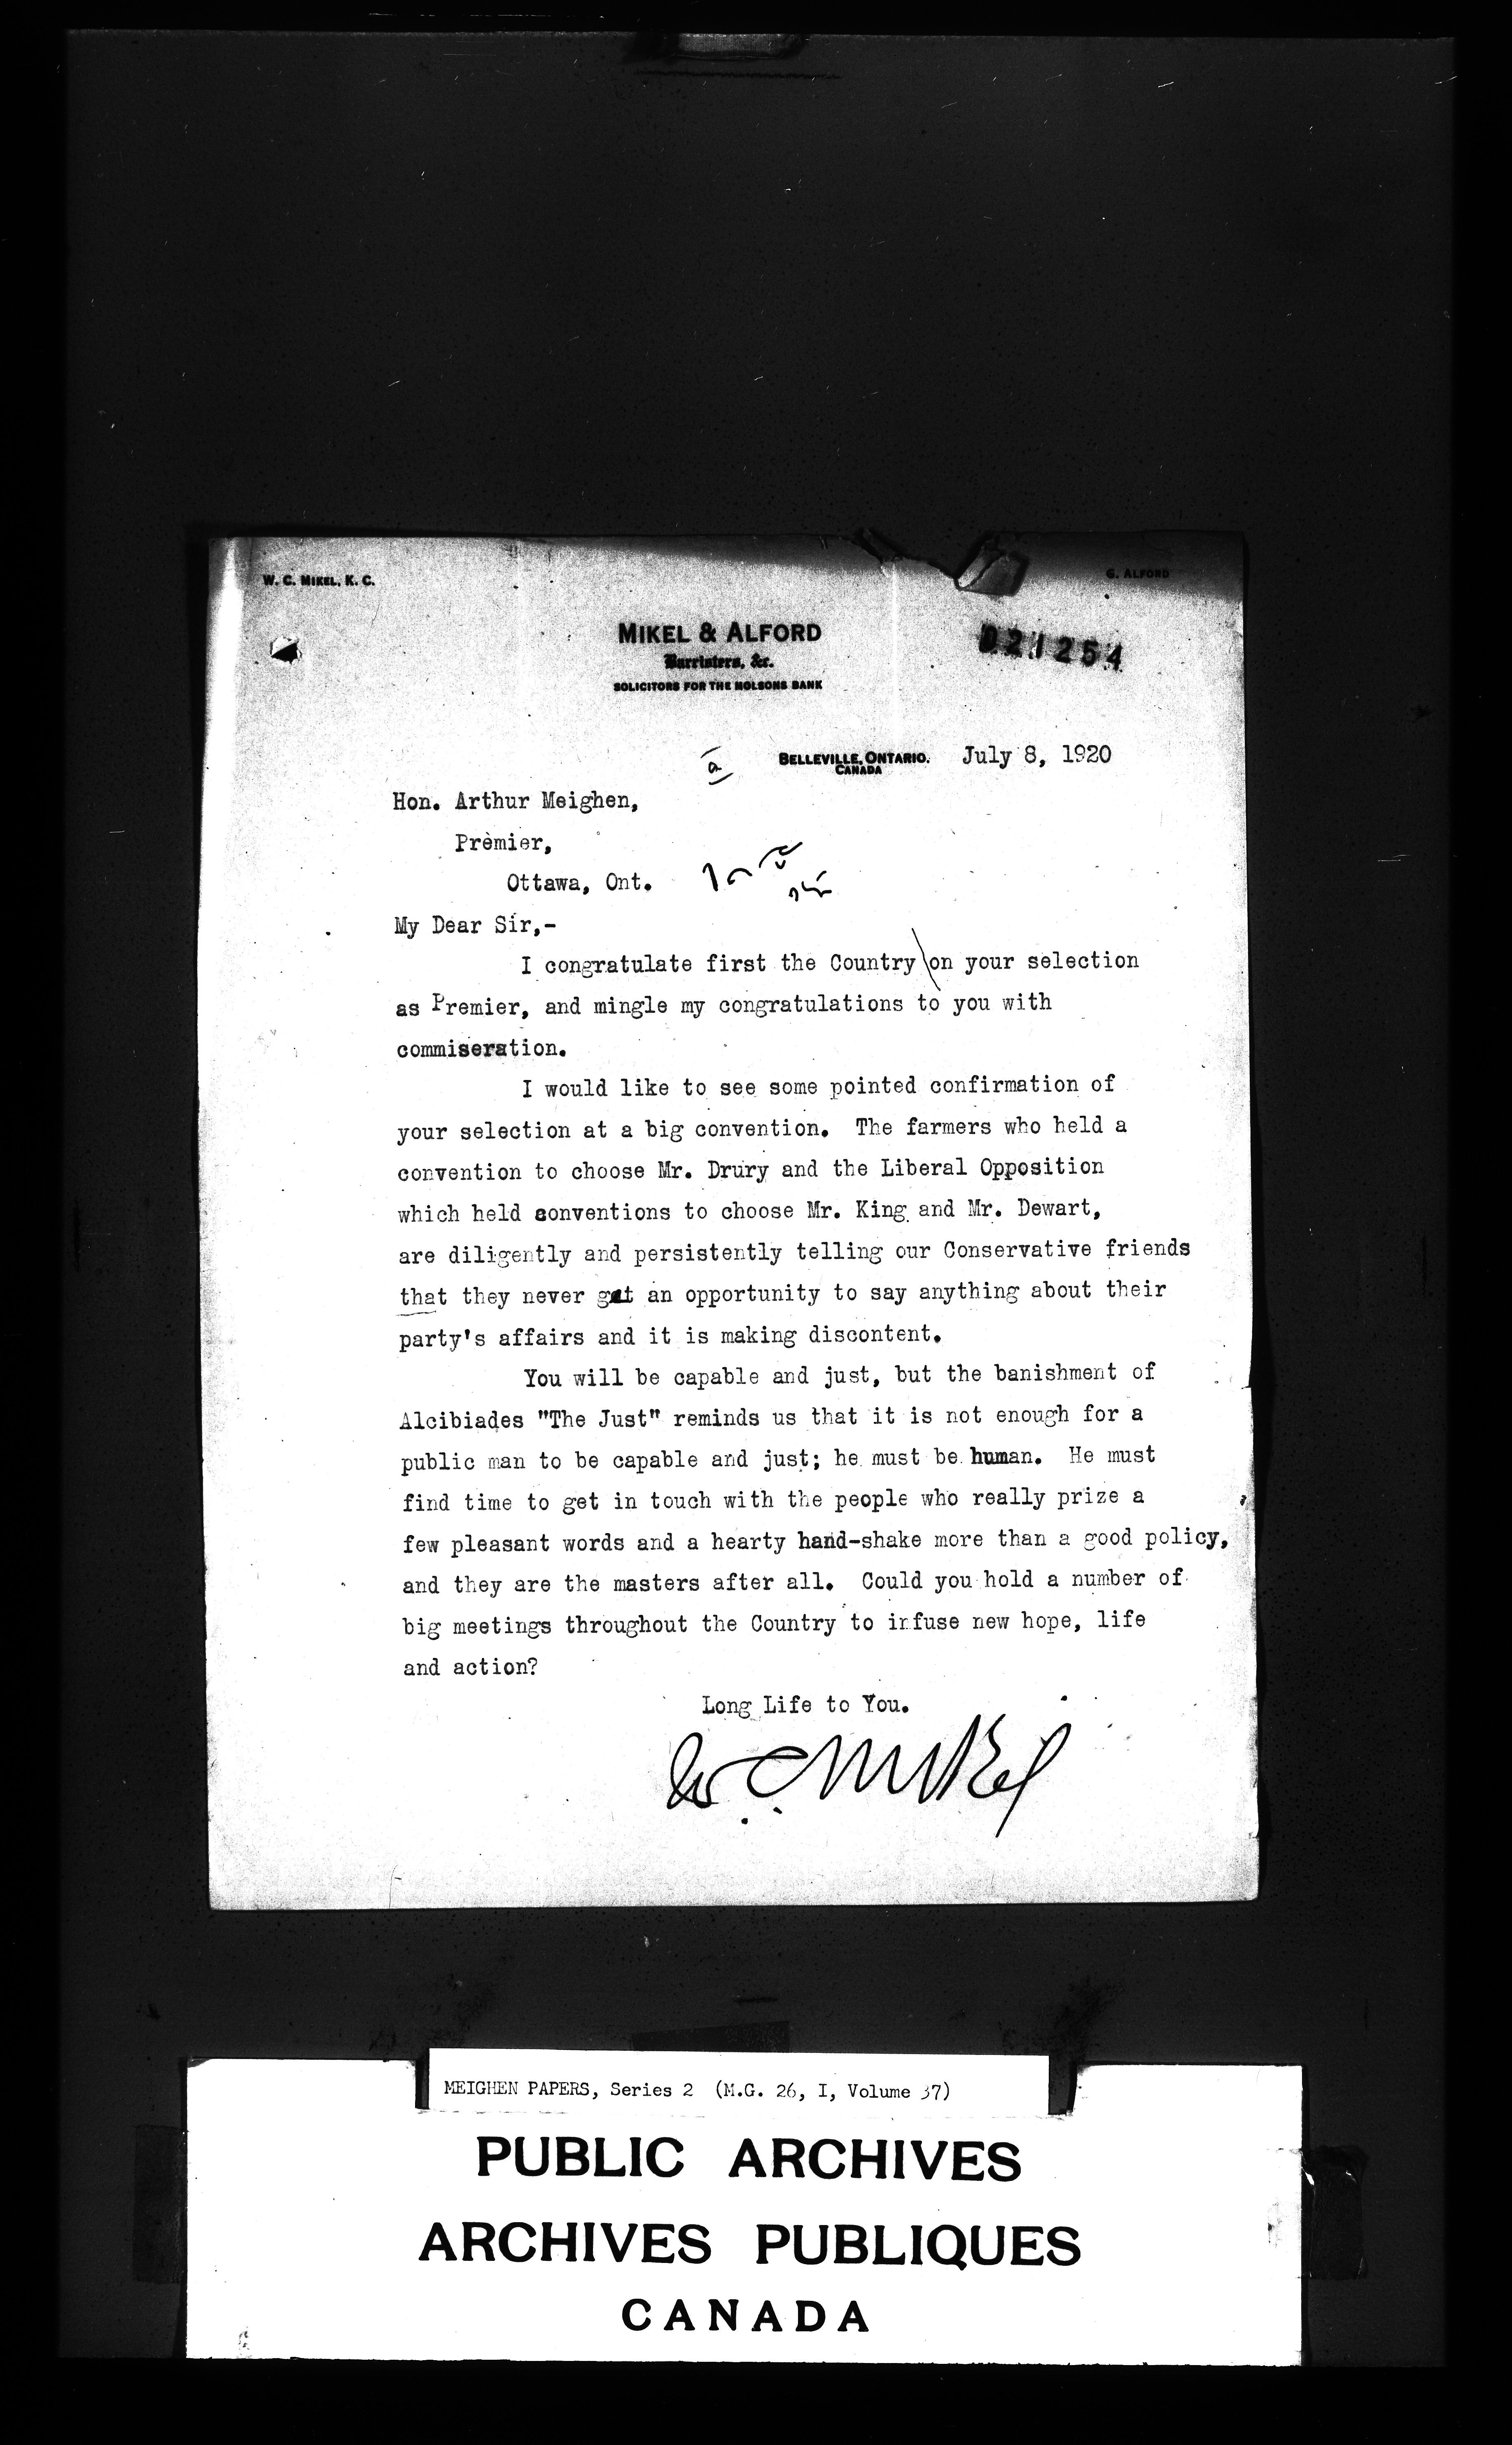 W. C. MIKEL, K. C.
G. ALFORD
MIKEL & ALFORD
Barristers, &c.
SOLICITORS FOR THE MOLSONS BANK
021254
BELLEVILLE, ONTARIO. July 8, 1920
CANADA
Hon. Arthur Meighen,
Premier,
Ottawa, Ont.
My Dear Sir,-
I congratulate first the Country on your selection
as Premier, and mingle my congratulations to you with
commiseration.
I would like to see some pointed confirmation of
your selection at a big convention. The farmers who held a
convention to choose Mr. Drury and the Liberal Opposition
which held conventions to choose Mr. King and Mr. Dewart,
are diligently and persistently telling our Conservative friends
that they never get an opportunity to say anything about their
party's affairs and it is making discontent.
You will be capable and just, but the banishment of
Alcibiades "The Just" reminds us that it is not enough for a
public man to be capable and just; he must be human. He must
find time to get in touch with the people who really prize a
few pleasant words and a hearty hand-shake more than a good policy,
and they are the masters after all. Could you hold a number of
big meetings throughout the Country to infuse new hope, life
and action?
Long Life to You.
W. C. Mikel
MEIGHEN PAPERS, Series 2 (M.G. 26, I, Volume 37)
PUBLIC ARCHIVES
ARCHIVES PUBLIQUES
CANADA